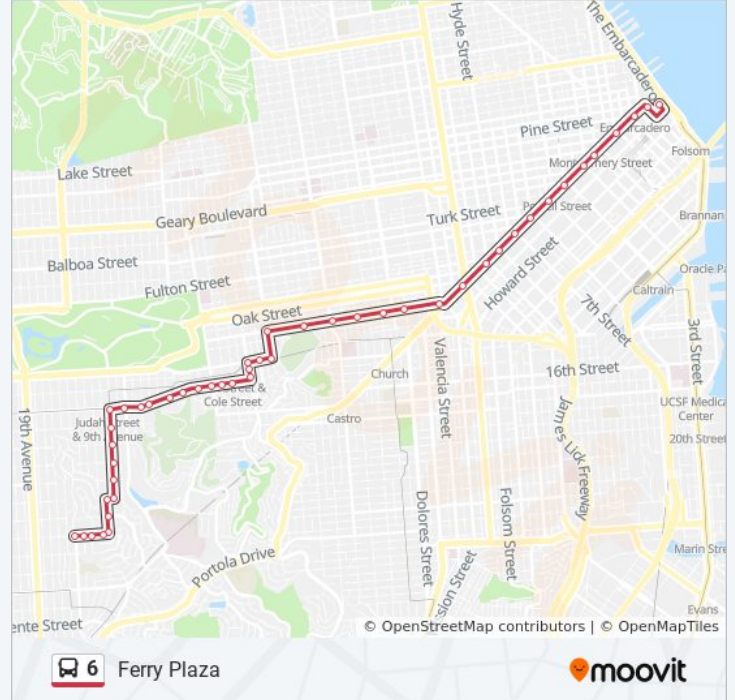 Hyde Street
The Embarcadero
Pine Street
Embarcadero
Folsom
Lake Street
Geary Boulevard
Turk Street
Street
Brannan
Balboa Street
Howard Street
Fulton Street
Oracle Pa
Caltrain
Oak Street
7th Street
3rd Street
Valencia Street
16th Street
Church
Cole Street
UCSF Medica
Center
19th Avenue
Castro
James Lick Freeway
Judah Street
& 9th Avenue
20th Street
Dolores Street
Folsom Street
Portola Drive
Marin Stre
ssion Street
Evans
ente Street
© OpenStreetMap contributors | © OpenMapTiles
6 Ferry Plaza
moovit